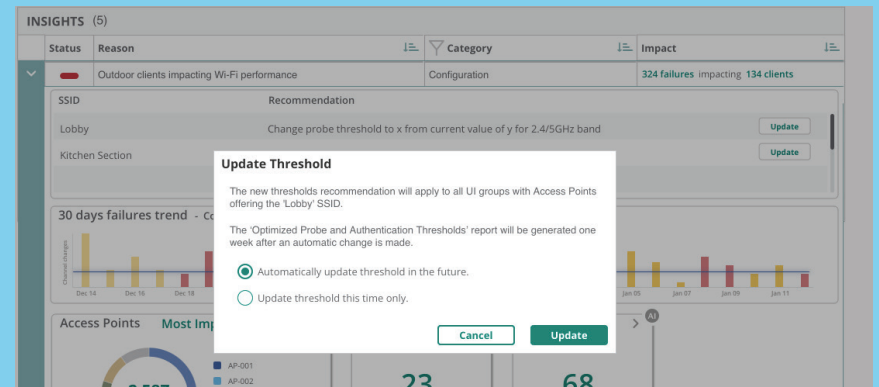 INSIGHTS (5)
Status Reason Category Impact
Outdoor clients impacting Wi-Fi performance Configuration 324 failures impacting 134 clients
SSID Recommendation
Lobby Change probe threshold to x from current value of y for 2.4/5GHz band Update
Kitchen Section Update
Update Threshold
The new thresholds recommendation will apply to all UI groups with Access Points
offering the 'Lobby' SSID.
The 'Optimized Probe and Authentication Thresholds' report will be generated one
week after an automatic change is made.
Automatically update threshold in the future.
Update threshold this time only.
Cancel Update
30 days failures trend - Co
Channel changes
Dec 14 Dec 16 Dec 18 Jan 05 Jan 07 Jan 09 Jan 11
Access Points Most Imp
AI
AP-001
AP-002
23 68